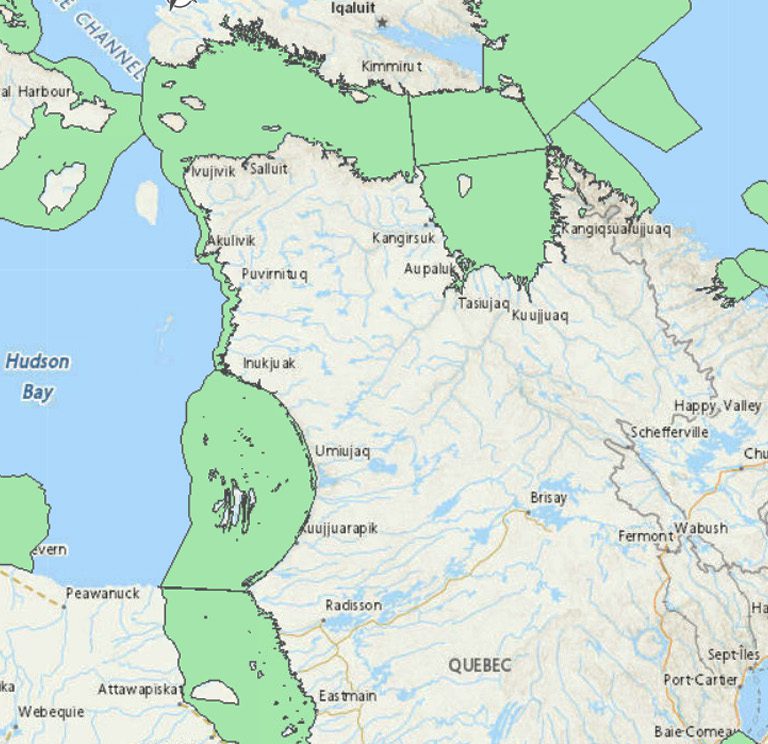 Iqaluit
E CHANNEL
Kimmirut
al Harbour
Ivujivik
Salluit
Akulivik
Kangirsuk
Kangiqsualujjuaq
Puvirnituq
Aupaluk
Tasiujaq
Kuujjuaq
Hudson
Bay
Inukjuak
Happy Valley
Schefferville
Umiujaq
Chu
Brisay
Kuujjuarapik
Fermont
Wabush
evern
Peawanuck
Radisson
Ha
QUEBEC
Sept-Îles
Port-Cartier
ka
Attawapiskat
Eastmain
Webequie
Baie-Comeau